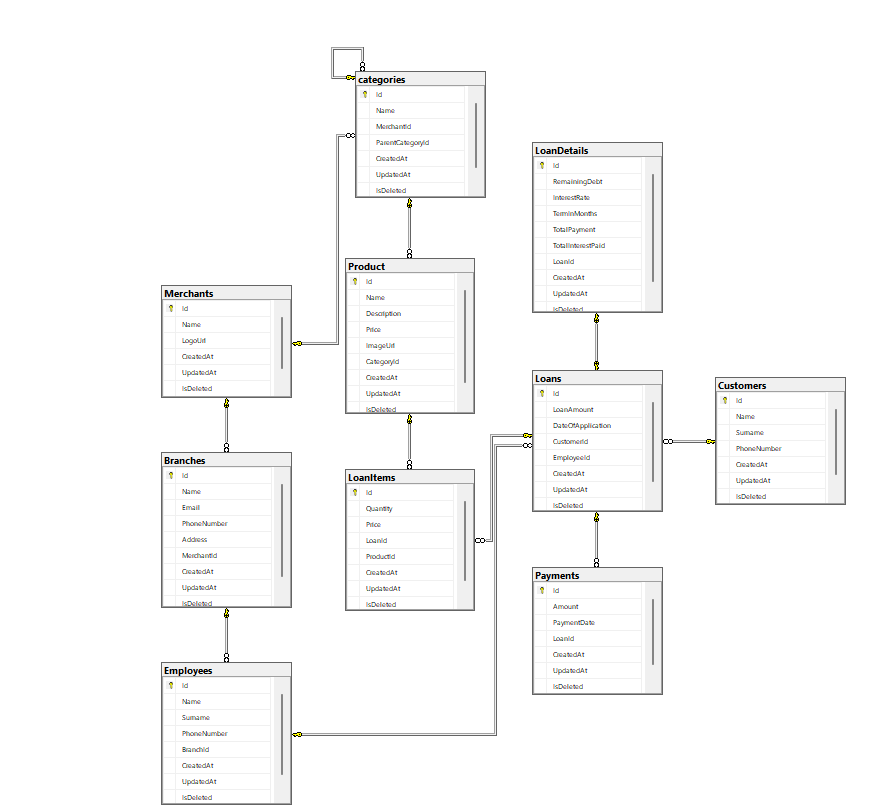 categories
Id
Name
MerchantId
ParentCategoryId
CreatedAt
UpdatedAt
IsDeleted
LoanDetails
Id
RemainingDebt
InterestRate
TermInMonths
TotalPayment
TotalInterestPaid
LoanId
CreatedAt
UpdatedAt
IsDeleted
Product
Id
Name
Description
Price
ImageUrl
CategoryId
CreatedAt
UpdatedAt
IsDeleted
Merchants
Id
Name
LogoUrl
CreatedAt
UpdatedAt
IsDeleted
Loans
Id
LoanAmount
DateOfApplication
CustomerId
EmployeeId
CreatedAt
UpdatedAt
IsDeleted
Customers
Id
Name
Surname
PhoneNumber
CreatedAt
UpdatedAt
IsDeleted
Branches
Id
Name
Email
PhoneNumber
Address
MerchantId
CreatedAt
UpdatedAt
IsDeleted
LoanItems
Id
Quantity
Price
LoanId
ProductId
CreatedAt
UpdatedAt
IsDeleted
Payments
Id
Amount
PaymentDate
LoanId
CreatedAt
UpdatedAt
IsDeleted
Employees
Id
Name
Surname
PhoneNumber
BranchId
CreatedAt
UpdatedAt
IsDeleted